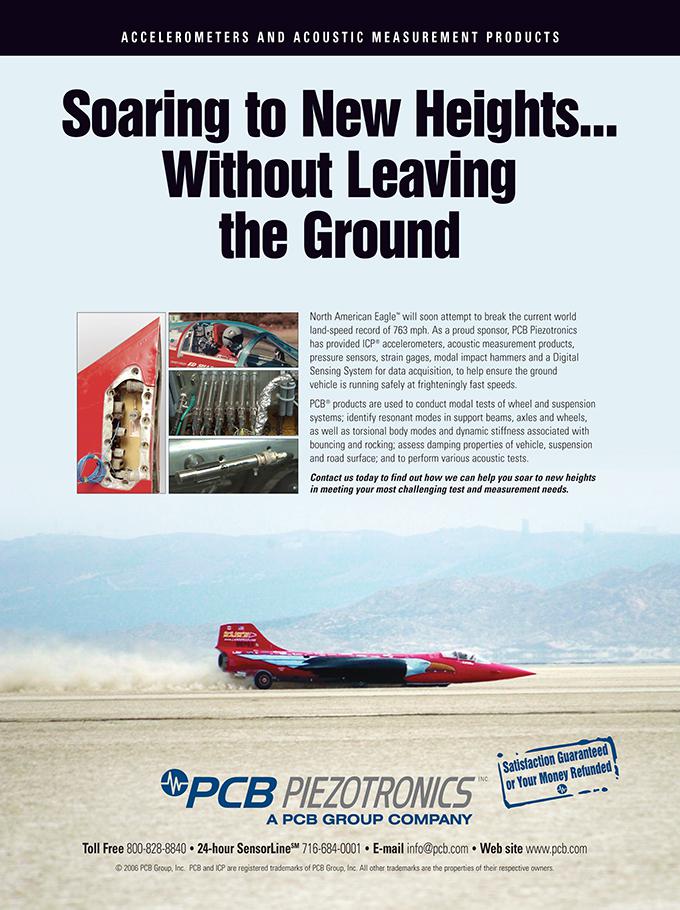 ACCELEROMETERS AND ACOUSTIC MEASUREMENT PRODUCTS
Soaring to New Heights...
Without Leaving
the Ground
North American Eagle™ will soon attempt to break the current world
land-speed record of 763 mph. As a proud sponsor, PCB Piezotronics
has provided ICP® accelerometers, acoustic measurement products,
pressure sensors, strain gages, modal impact hammers and a Digital
Sensing System for data acquisition, to help ensure the ground
vehicle is running safely at frighteningly fast speeds.
PCB® products are used to conduct modal tests of wheel and suspension
systems; identify resonant modes in support beams, axles and wheels,
as well as torsional body modes and dynamic stiffness associated with
bouncing and rocking; assess damping properties of vehicle, suspension
and road surface; and to perform various acoustic tests.
Contact us today to find out how we can help you soar to new heights
in meeting your most challenging test and measurement needs.
PCB PIEZOTRONICS INC.
A PCB GROUP COMPANY
Satisfaction Guaranteed
or Your Money Refunded
Toll Free 800-828-8840 • 24-hour SensorLine℠ 716-684-0001 • E-mail info@pcb.com • Web site www.pcb.com
© 2006 PCB Group, Inc. PCB and ICP are registered trademarks of PCB Group, Inc. All other trademarks are the properties of their respective owners.